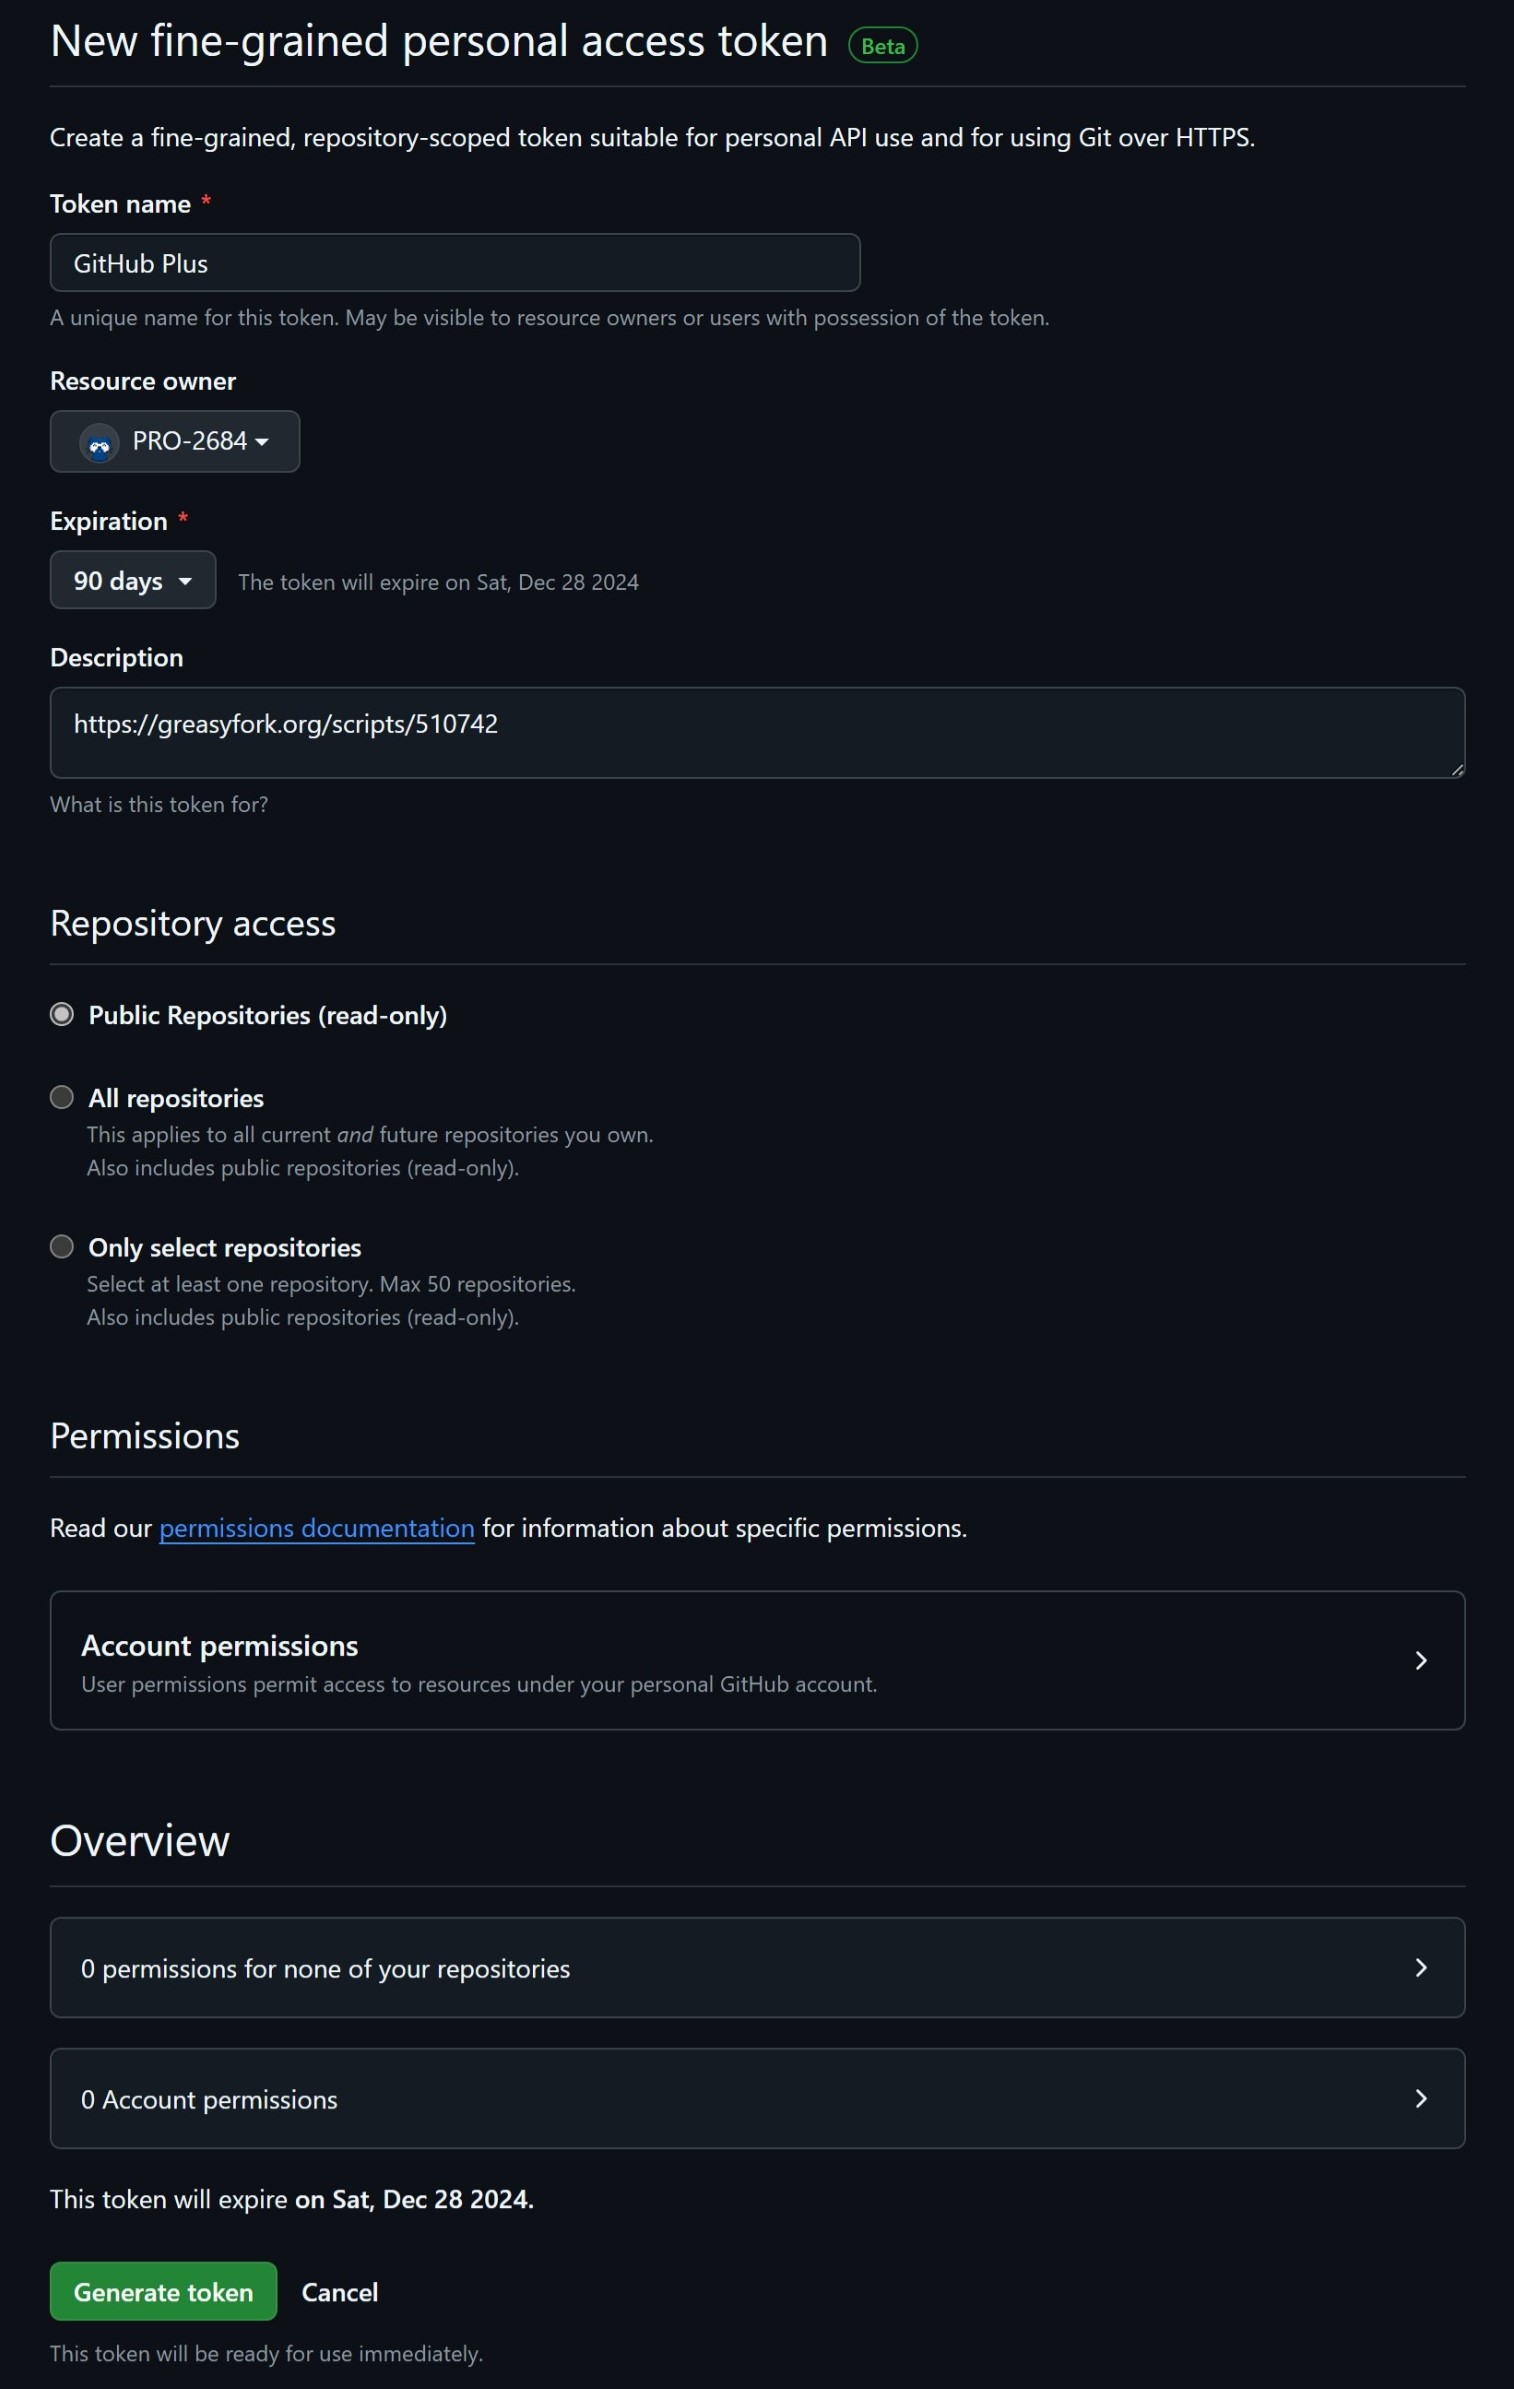 New fine-grained personal access token Beta
Create a fine-grained, repository-scoped token suitable for personal API use and for using Git over HTTPS.
Token name *
GitHub Plus
A unique name for this token. May be visible to resource owners or users with possession of the token.
Resource owner
PRO-2684
Expiration *
90 days The token will expire on Sat, Dec 28 2024
Description
https://greasyfork.org/scripts/510742
What is this token for?
Repository access
Public Repositories (read-only)
All repositories
This applies to all current and future repositories you own.
Also includes public repositories (read-only).
Only select repositories
Select at least one repository. Max 50 repositories.
Also includes public repositories (read-only).
Permissions
Read our permissions documentation for information about specific permissions.
Account permissions
User permissions permit access to resources under your personal GitHub account.
Overview
0 permissions for none of your repositories
0 Account permissions
This token will expire on Sat, Dec 28 2024.
Generate token Cancel
This token will be ready for use immediately.